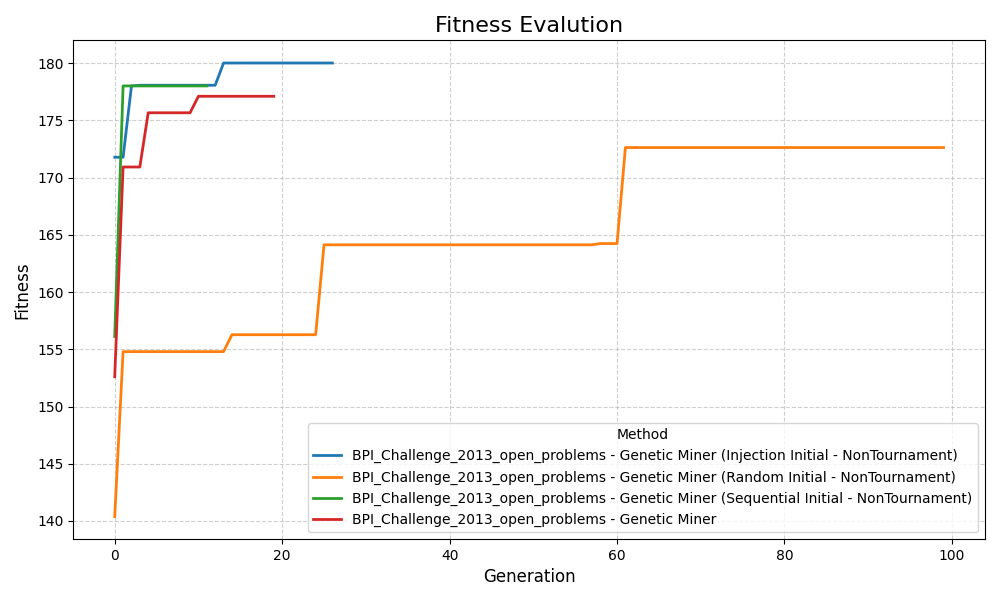 Fitness Evalution
180
175
170
165
160
155
150
145
140
Fitness
0
20
40
60
80
100
Generation
Method
BPI_Challenge_2013_open_problems - Genetic Miner (Injection Initial - NonTournament)
BPI_Challenge_2013_open_problems - Genetic Miner (Random Initial - NonTournament)
BPI_Challenge_2013_open_problems - Genetic Miner (Sequential Initial - NonTournament)
BPI_Challenge_2013_open_problems - Genetic Miner